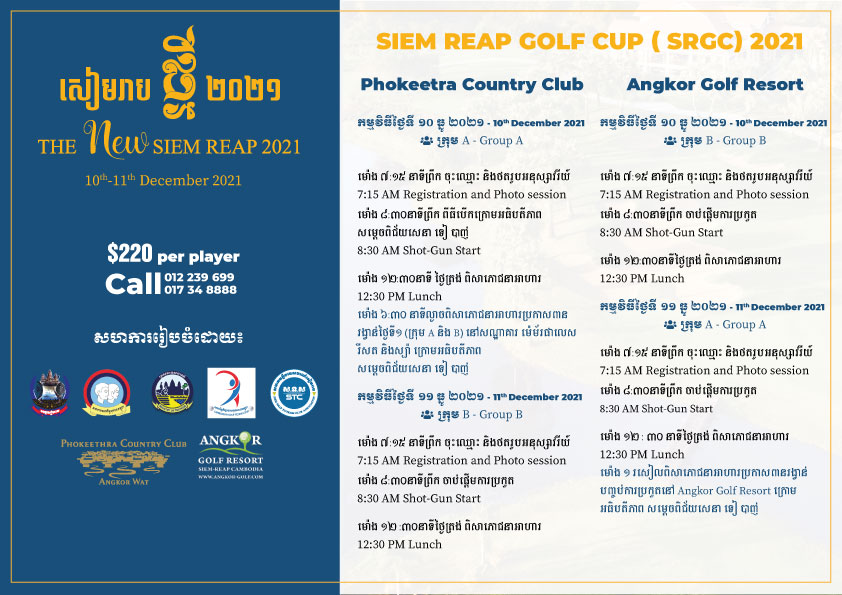 សៀមរាប ថ្មី ២០២១
THE New SIEM REAP 2021
10th-11th December 2021
$220 per player
Call 012 239 699
017 34 8888
សហការរៀបចំដោយ៖
STC
PHOKEETHRA COUNTRY CLUB
ANGKOR WAT
ANGKOR
GOLF RESORT
SIEM-REAP CAMBODIA
WWW.ANGKOR-GOLF.COM
SIEM REAP GOLF CUP ( SRGC) 2021
Phokeetra Country Club
កម្មវិធីថ្ងៃទី ១០ ធ្នូ ២០២១ - 10th December 2021
ក្រុម A - Group A
ម៉ោង ៧:១៥ នាទីព្រឹក ចុះឈ្មោះ និងថតរូបអនុស្សាវរីយ៍
7:15 AM Registration and Photo session
ម៉ោង ៨:៣០នាទីព្រឹក ពីធីបើកក្រោមអធិបតីភាព
សម្តេចពិជ័យសេនា ទៀ បាញ់
8:30 AM Shot-Gun Start
ម៉ោង ១២:៣០នាទី ថ្ងៃត្រង់ ពិសាភោជនាអាហារ
12:30 PM Lunch
ម៉ោង ៦:៣០ នាទីល្ងាចពិសាភោជនាអាហារប្រកាសពាន
រង្វាន់ថ្ងៃទី១ (ក្រុម A និង B) នៅសណ្ឋាគារ ម៉េម៉រផាលេស
រីសត និងស្ប៉ា ក្រោមអធិបតីភាព
សម្តេចពិជ័យសេនា ទៀ បាញ់
កម្មវិធីថ្ងៃទី ១១ ធ្នូ ២០២១ - 11th December 2021
ក្រុម B - Group B
ម៉ោង ៧:១៥ នាទីព្រឹក ចុះឈ្មោះ និងថតរូបអនុស្សាវរីយ៍
7:15 AM Registration and Photo session
ម៉ោង ៨:៣០នាទីព្រឹក ចាប់ផ្តើមការប្រកួត
8:30 AM Shot-Gun Start
ម៉ោង ១២:៣០នាទីថ្ងៃត្រង់ ពិសាភោជនាអាហារ
12:30 PM Lunch
Angkor Golf Resort
កម្មវិធីថ្ងៃទី ១០ ធ្នូ ២០២១ - 10th December 2021
ក្រុម B - Group B
ម៉ោង ៧:១៥ នាទីព្រឹក ចុះឈ្មោះ និងថតរូបអនុស្សាវរីយ៍
7:15 AM Registration and Photo session
ម៉ោង ៨:៣០នាទីព្រឹក ចាប់ផ្តើមការប្រកួត
8:30 AM Shot-Gun Start
ម៉ោង ១២:៣០នាទីថ្ងៃត្រង់ ពិសាភោជនាអាហារ
12:30 PM Lunch
កម្មវិធីថ្ងៃទី ១១ ធ្នូ ២០២១ - 11th December 2021
ក្រុម A - Group A
ម៉ោង ៧:១៥ នាទីព្រឹក ចុះឈ្មោះ និងថតរូបអនុស្សាវរីយ៍
7:15 AM Registration and Photo session
ម៉ោង ៨:៣០នាទីព្រឹក ចាប់ផ្តើមការប្រកួត
8:30 AM Shot-Gun Start
ម៉ោង ១២ : ៣០ នាទីថ្ងៃត្រង់ ពិសាភោជនាអាហារ
12:30 PM Lunch
ម៉ោង ១ រសៀលពិសាភោជនាអាហារប្រកាសពានរង្វាន់
បញ្ចប់ការប្រកួតនៅ Angkor Golf Resort ក្រោម
អធិបតីភាព សម្តេចពិជ័យសេនា ទៀ បាញ់